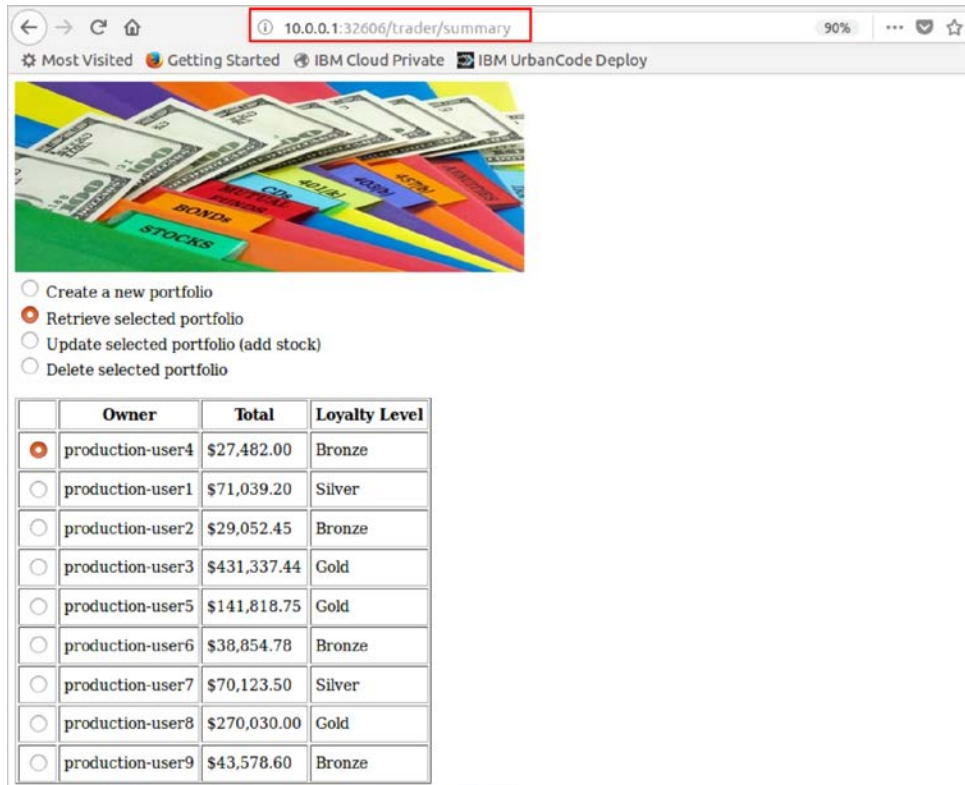 10.0.0.1:32606/trader/summary 90%
Most Visited Getting Started IBM Cloud Private IBM UrbanCode Deploy
STOCKS
BONDs
MUTUAL FUNDS
CDs
401(k)
403(b)
457(b)
ANNUITIES
100
Create a new portfolio
Retrieve selected portfolio
Update selected portfolio (add stock)
Delete selected portfolio
Owner Total Loyalty Level
production-user4 $27,482.00 Bronze
production-user1 $71,039.20 Silver
production-user2 $29,052.45 Bronze
production-user3 $431,337.44 Gold
production-user5 $141,818.75 Gold
production-user6 $38,854.78 Bronze
production-user7 $70,123.50 Silver
production-user8 $270,030.00 Gold
production-user9 $43,578.60 Bronze